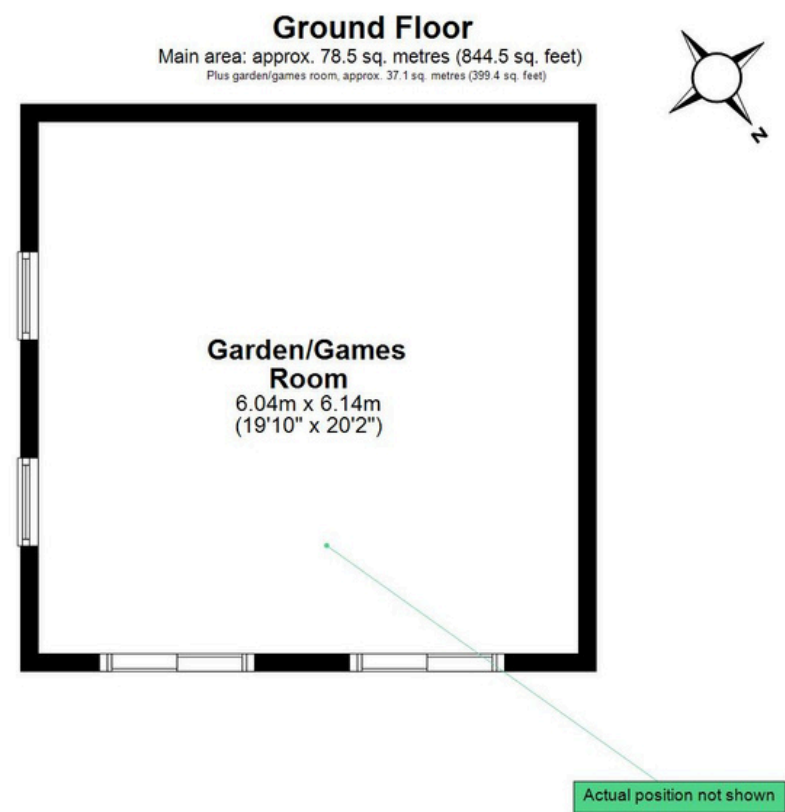 Ground Floor
Main area: approx. 78.5 sq. metres (844.5 sq. feet)
Plus garden/games room, approx. 37.1 sq. metres (399.4 sq. feet)
N
Garden/Games
Room
6.04m x 6.14m
(19'10" x 20'2")
Actual position not shown